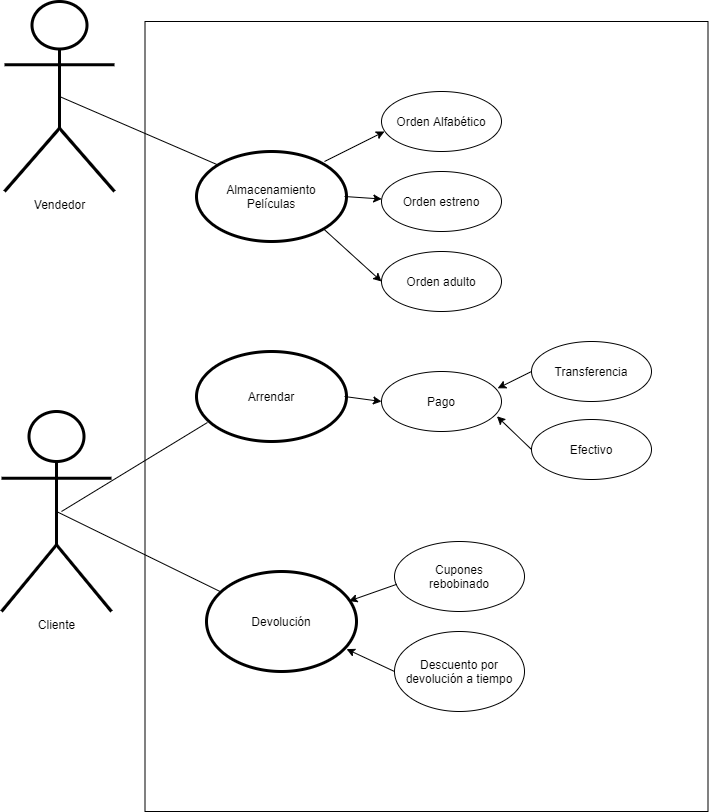 Vendedor
Almacenamiento
Películas
Orden Alfabético
Orden estreno
Orden adulto
Arrendar
Pago
Transferencia
Efectivo
Cliente
Devolución
Cupones
rebobinado
Descuento por
devolución a tiempo